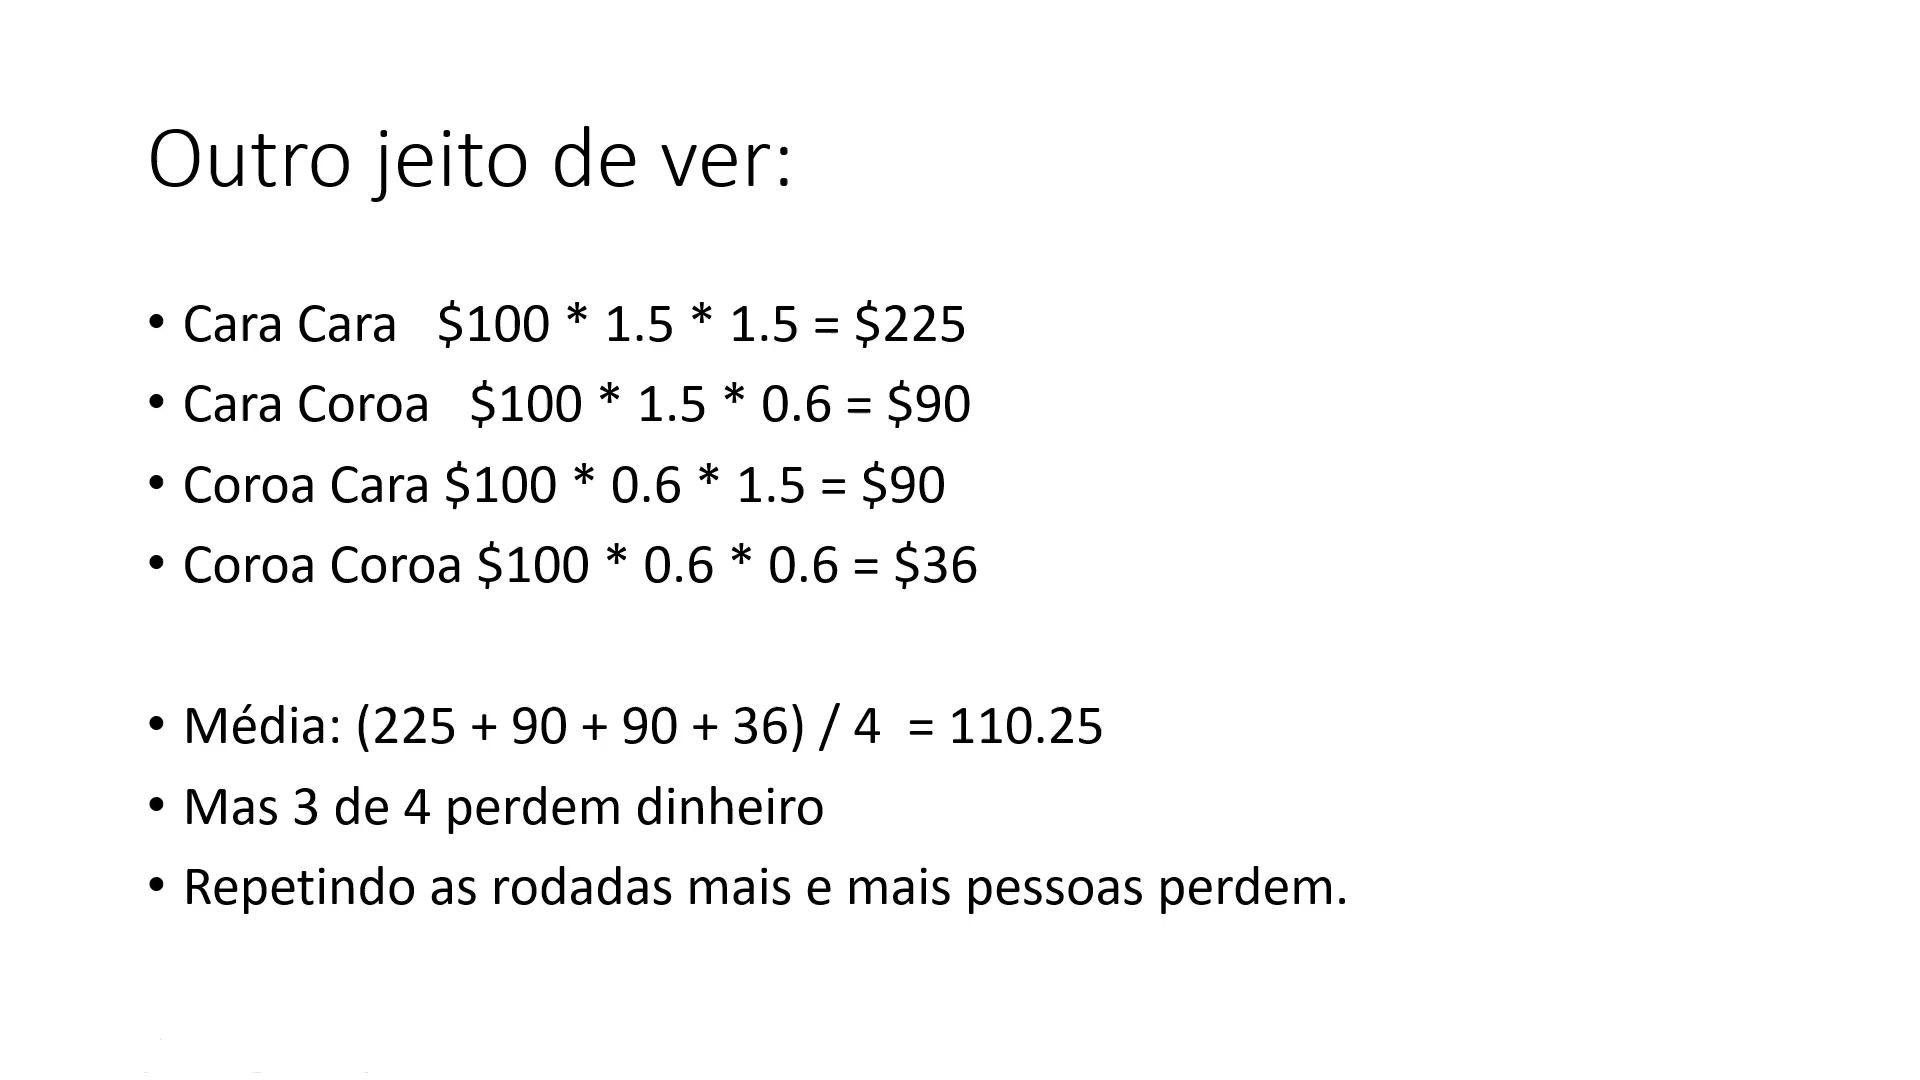 Outro jeito de ver:
• Cara Cara $100 * 1.5 * 1.5 = $225
• Cara Coroa $100 * 1.5 * 0.6 = $90
• Coroa Cara $100 * 0.6 * 1.5 = $90
• Coroa Coroa $100 * 0.6 * 0.6 = $36
• Média: (225 + 90 + 90 + 36) / 4 = 110.25
• Mas 3 de 4 perdem dinheiro
• Repetindo as rodadas mais e mais pessoas perdem.